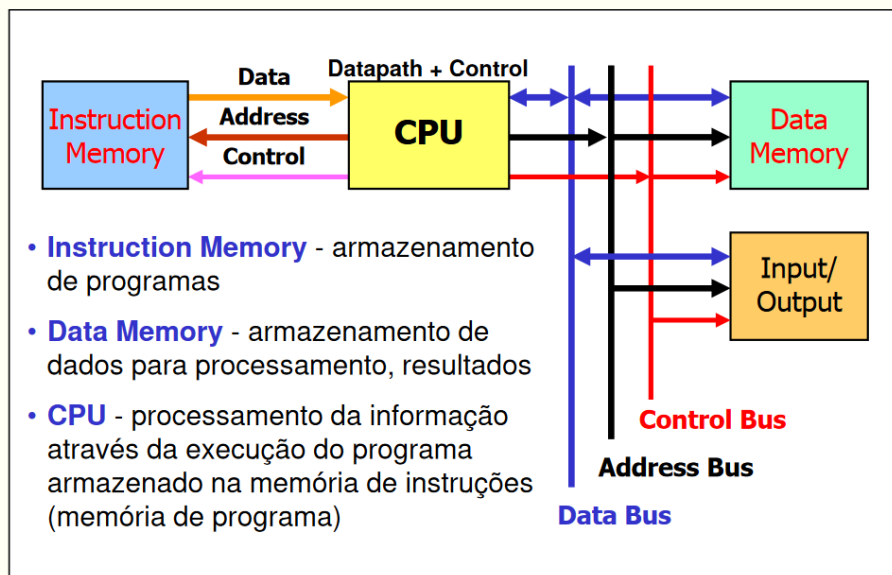 Data
Datapath + Control
Instruction
Memory
Address
CPU
Data
Memory
Control
• Instruction Memory - armazenamento
de programas
Input/
Output
• Data Memory - armazenamento de
dados para processamento, resultados
• CPU - processamento da informação
através da execução do programa
armazenado na memória de instruções
(memória de programa)
Control Bus
Address Bus
Data Bus